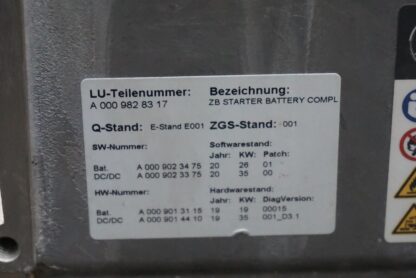 LU-Teilenummer: Bezeichnung:
A 000 982 83 17 ZB STARTER BATTERY COMPL
Q-Stand: E-Stand E001 ZGS-Stand: 001
SW-Nummer: Softwarestand:
Jahr: KW: Patch:
Bat. A 000 902 34 75 20 26 01
DC/DC A 000 902 33 75 20 35 00
HW-Nummer: Hardwarestand:
Jahr: KW: DiagVersion:
Bat. A 000 901 31 15 19 19 00015
DC/DC A 000 901 44 10 19 35 001_D3.1